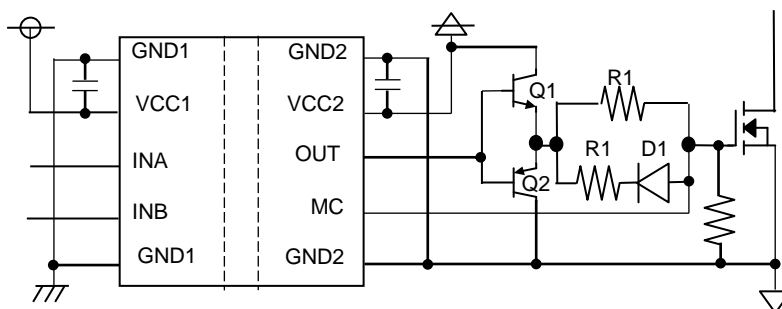 GND1
VCC1
INA
INB
GND1
GND2
VCC2
OUT
MC
GND2
Q1
Q2
R1
R1
D1